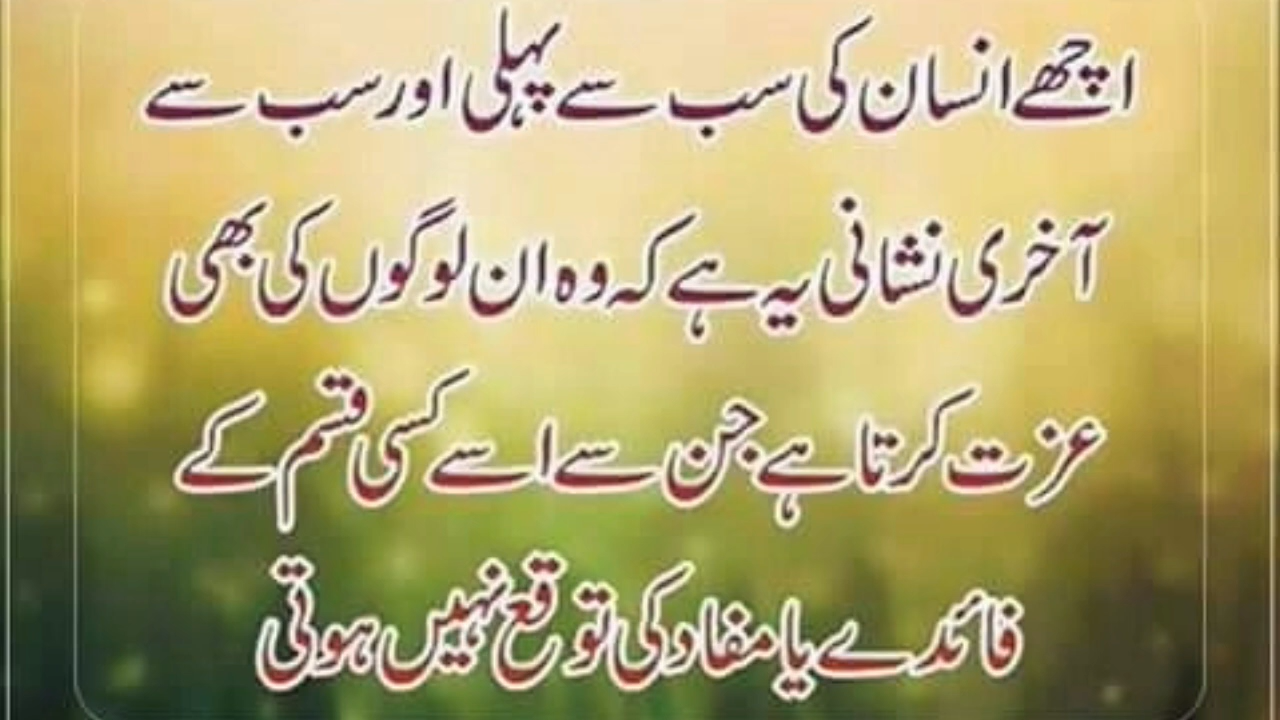 اچھے انسان کی سب سے پہلی اور سب سے
آخری نشانی یہ ہے کہ وہ ان لوگوں کی بھی
عزت کرتا ہے جن سے اسے کسی قسم کے
فائدے یا مفاد کی توقع نہیں ہوتی